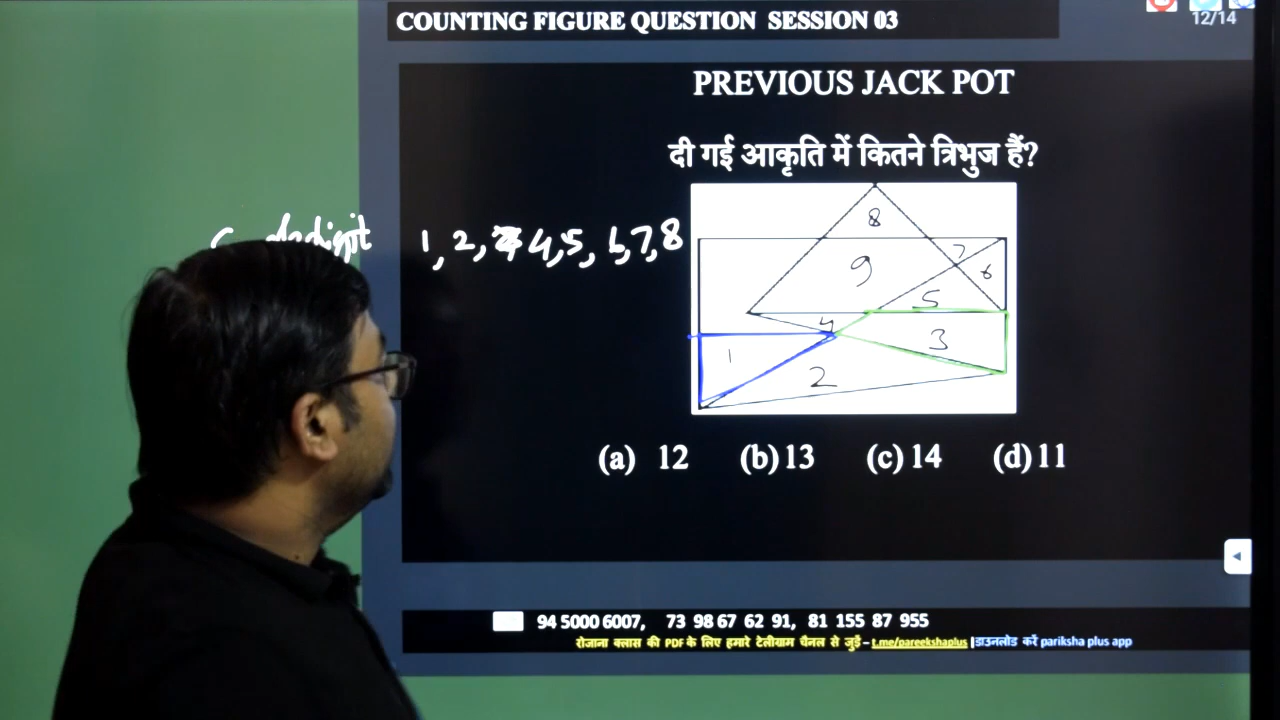 COUNTING FIGURE QUESTION SESSION 03
12/14
PREVIOUS JACK POT
दी गई आकृति में कितने त्रिभुज हैं?
1, 2, 4, 5, 6, 7, 8
8
7
9
6
5
4
3
1
2
(a) 12 (b) 13 (c) 14 (d) 11
94 5000 6007, 73 98 67 62 91, 81 155 87 955
रोजाना क्लास की PDF के लिए हमारे टेलीग्राम चैनल से जुड़ें – t.me/pareekshaplus | डाउनलोड करें pariksha plus app